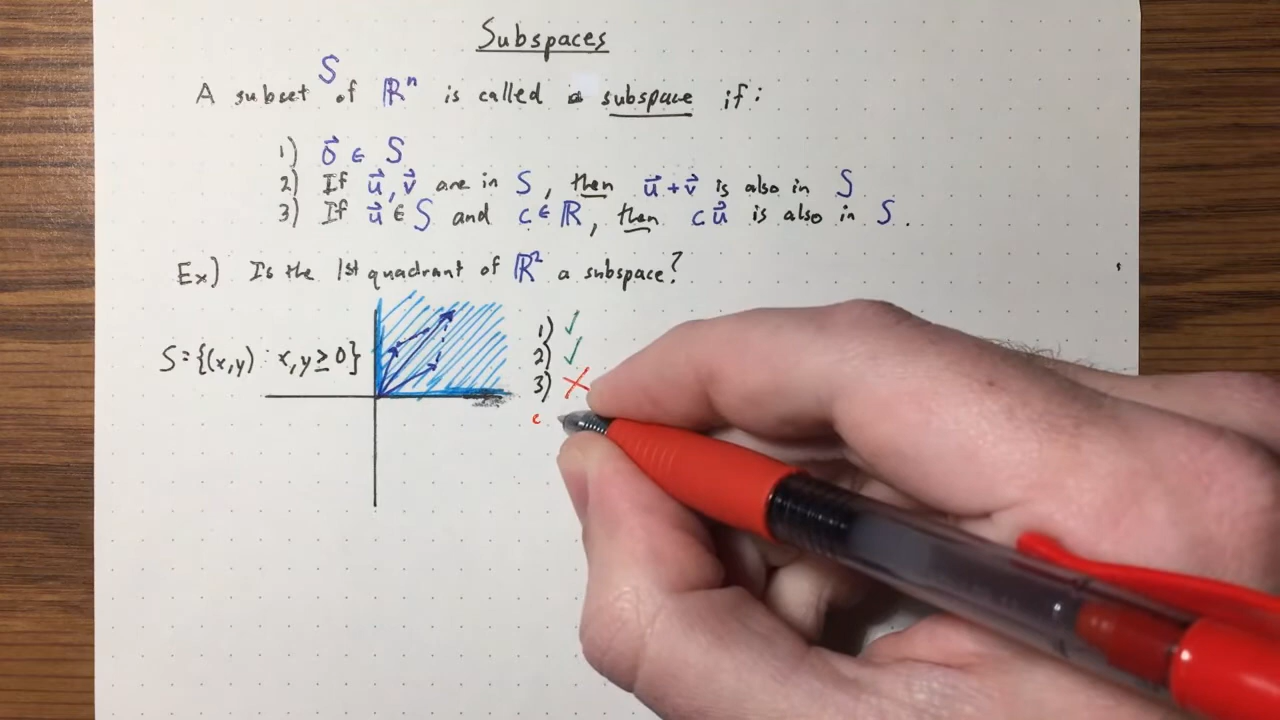 Subspaces
A subset S of ℝⁿ is called a subspace if:
1) 0⃗ ∈ S
2) If u⃗, v⃗ are in S, then u⃗ + v⃗ is also in S
3) If u⃗ ∈ S and c ∈ ℝ, then cu⃗ is also in S.
Ex) Is the 1st quadrant of ℝ² a subspace?
S = {(x,y) : x, y ≥ 0}
1) ✓
2) ✓
3) ✗